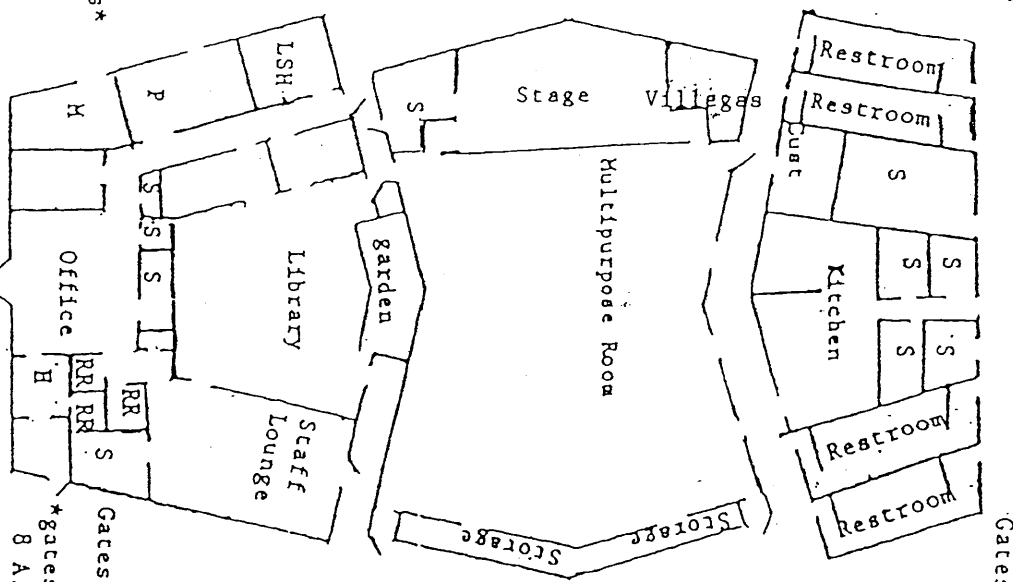 s*
LSH
P
M
S
Stage
Villegas
Restroom
Restroom
Cust
S
S
S
S
S
Library
garden
Multipurpose Room
Kitchen
S
S
S
S
Office
H
RR
RR
RR
S
Staff
Lounge
Storage
Storage
Restroom
Restroom
Gates
*gates
8 A.
Gates